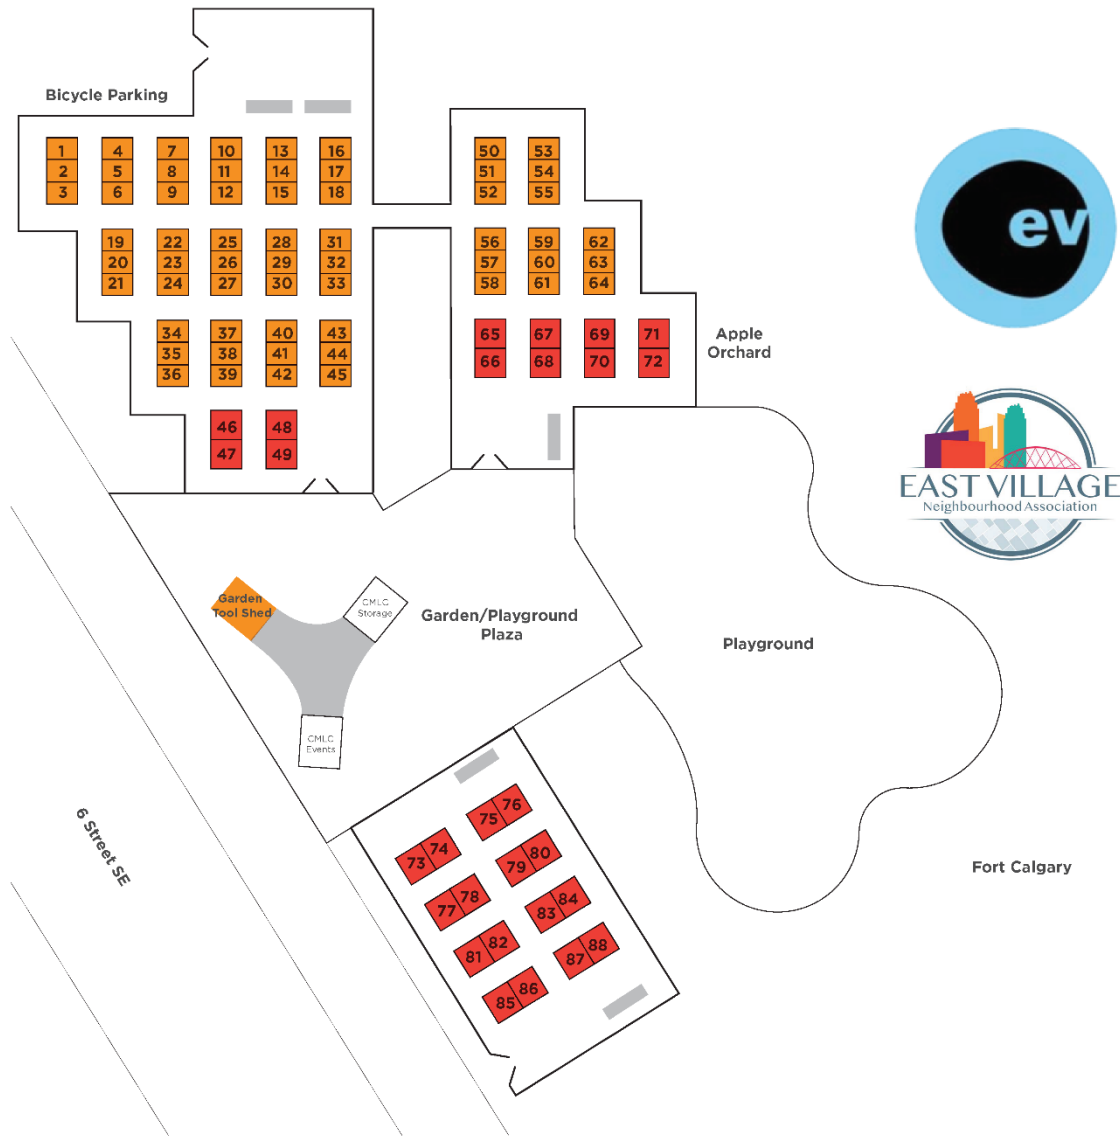 Bicycle Parking
1 4 7 10 13 16
2 5 8 11 14 17
3 6 9 12 15 18
50 53
51 54
52 55
ev
19 22 25 28 31
20 23 26 29 32
21 24 27 30 33
56 59 62
57 60 63
58 61 64
34 37 40 43
35 38 41 44
36 39 42 45
65 67 69 71
66 68 70 72
Apple
Orchard
46 48
47 49
EAST VILLAGE
Neighbourhood Association
Garden
Tool Shed
CMLC
Storage
Garden/Playground
Plaza
Playground
CMLC
Events
6 Street SE
73 74 75 76
77 78 79 80
81 82 83 84
85 86 87 88
Fort Calgary